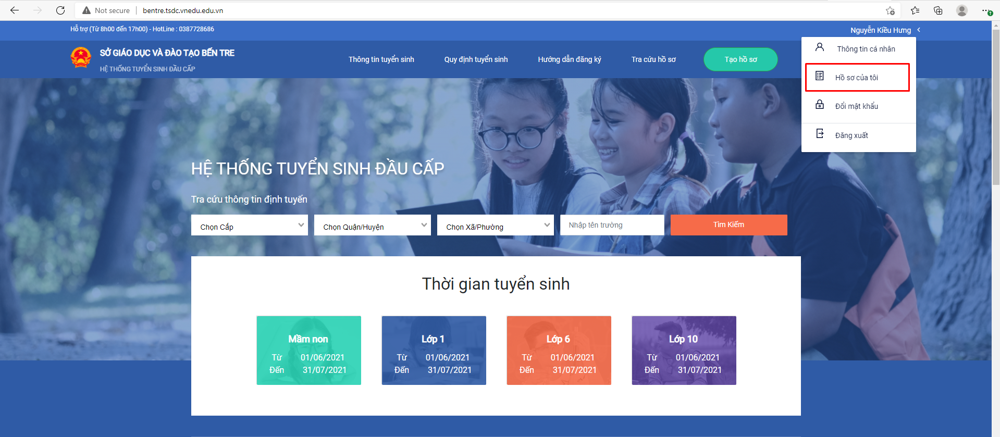 Not secure
bentre.tsdc.vnedu.edu.vn
Hỗ trợ (Từ 8h00 đến 17h00) - HotLine : 0387728686
Nguyễn Kiều Hưng
SỞ GIÁO DỤC VÀ ĐÀO TẠO BẾN TRE
HỆ THỐNG TUYỂN SINH ĐẦU CẤP
Thông tin tuyển sinh
Quy định tuyển sinh
Hướng dẫn đăng ký
Tra cứu hồ sơ
Tạo hồ sơ
Thông tin cá nhân
Hồ sơ của tôi
Đổi mật khẩu
Đăng xuất
HỆ THỐNG TUYỂN SINH ĐẦU CẤP
Tra cứu thông tin định tuyến
Chọn Cấp
Chọn Quận/Huyện
Chọn Xã/Phường
Nhập tên trường
Tìm Kiếm
Thời gian tuyển sinh
Mầm non
Từ 01/06/2021
Đến 31/07/2021
Lớp 1
Từ 01/06/2021
Đến 31/07/2021
Lớp 6
Từ 01/06/2021
Đến 31/07/2021
Lớp 10
Từ 01/06/2021
Đến 31/07/2021